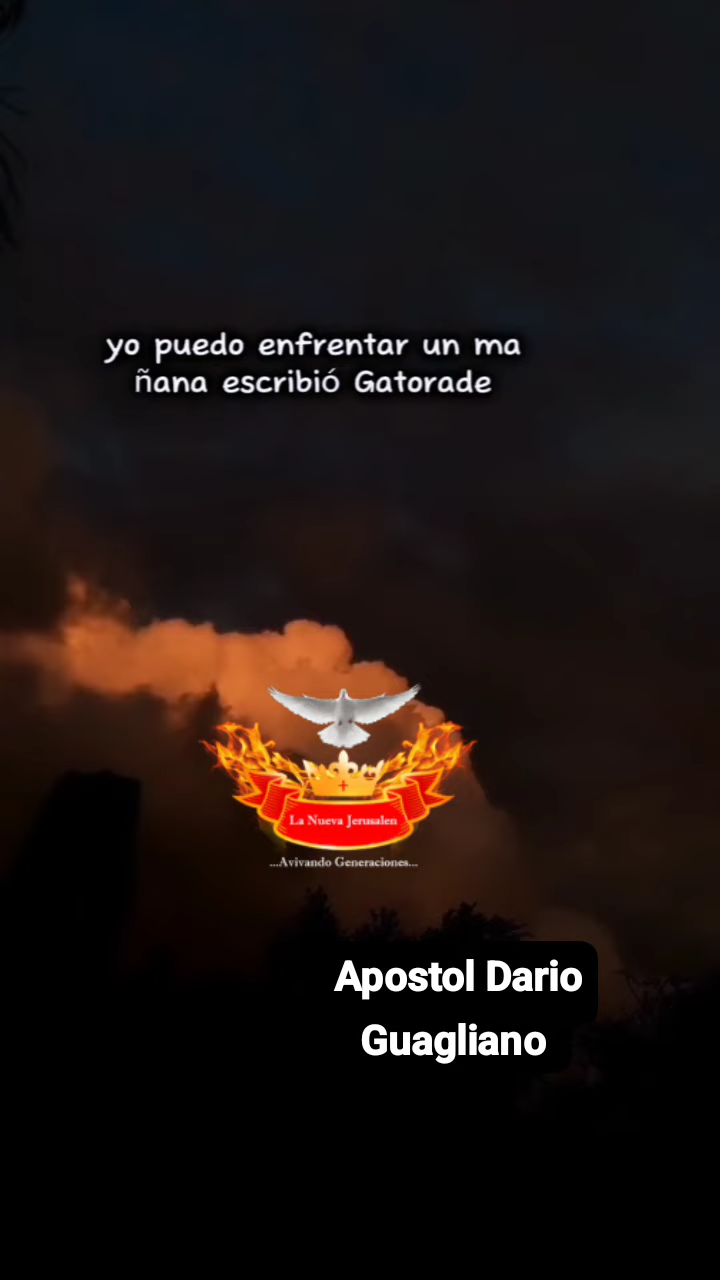 yo puedo enfrentar un ma
ñana escribió Gatorade
La Nueva Jerusalen
...Avivando Generaciones...
Apostol Dario
Guagliano